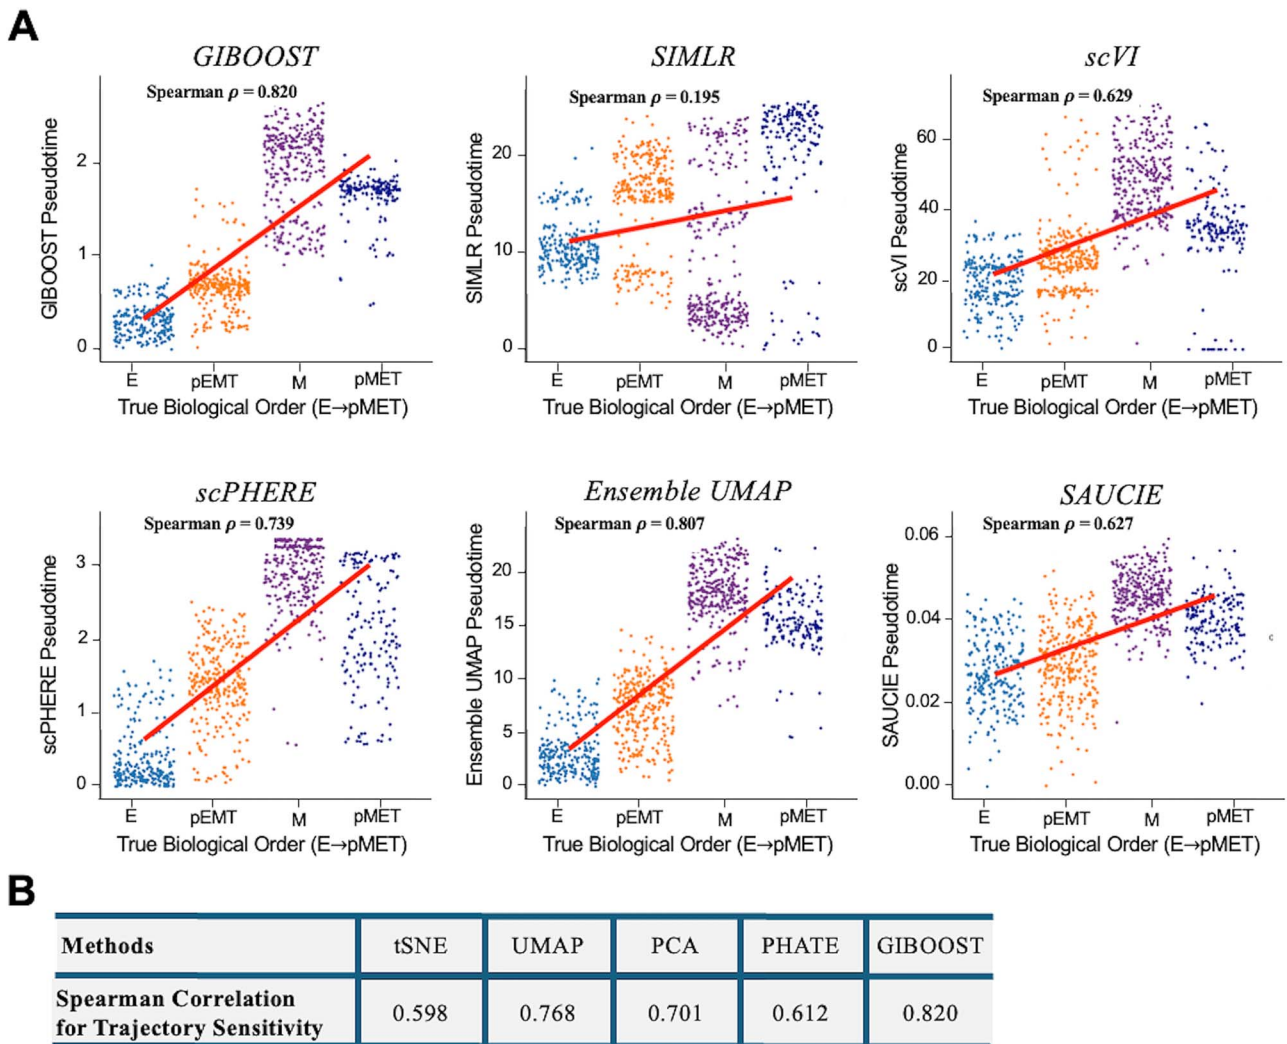 A
GIBOOST
Spearman ρ = 0.820
GIBOOST Pseudotime
2
1
0
E pEMT M pMET
True Biological Order (E→pMET)
SIMLR
Spearman ρ = 0.195
SIMLR Pseudotime
20
10
0
E pEMT M pMET
True Biological Order (E→pMET)
scVI
Spearman ρ = 0.629
scVI Pseudotime
60
40
20
0
E pEMT M pMET
True Biological Order (E→pMET)
scPHERE
Spearman ρ = 0.739
scPHERE Pseudotime
3
2
1
0
E pEMT M pMET
True Biological Order (E→pMET)
Ensemble UMAP
Spearman ρ = 0.807
Ensemble UMAP Pseudotime
20
15
10
5
0
E pEMT M pMET
True Biological Order (E→pMET)
SAUCIE
Spearman ρ = 0.627
SAUCIE Pseudotime
0.06
0.04
0.02
0.00
E pEMT M pMET
True Biological Order (E→pMET)
B
Methods tSNE UMAP PCA PHATE GIBOOST
Spearman Correlation
for Trajectory Sensitivity 0.598 0.768 0.701 0.612 0.820